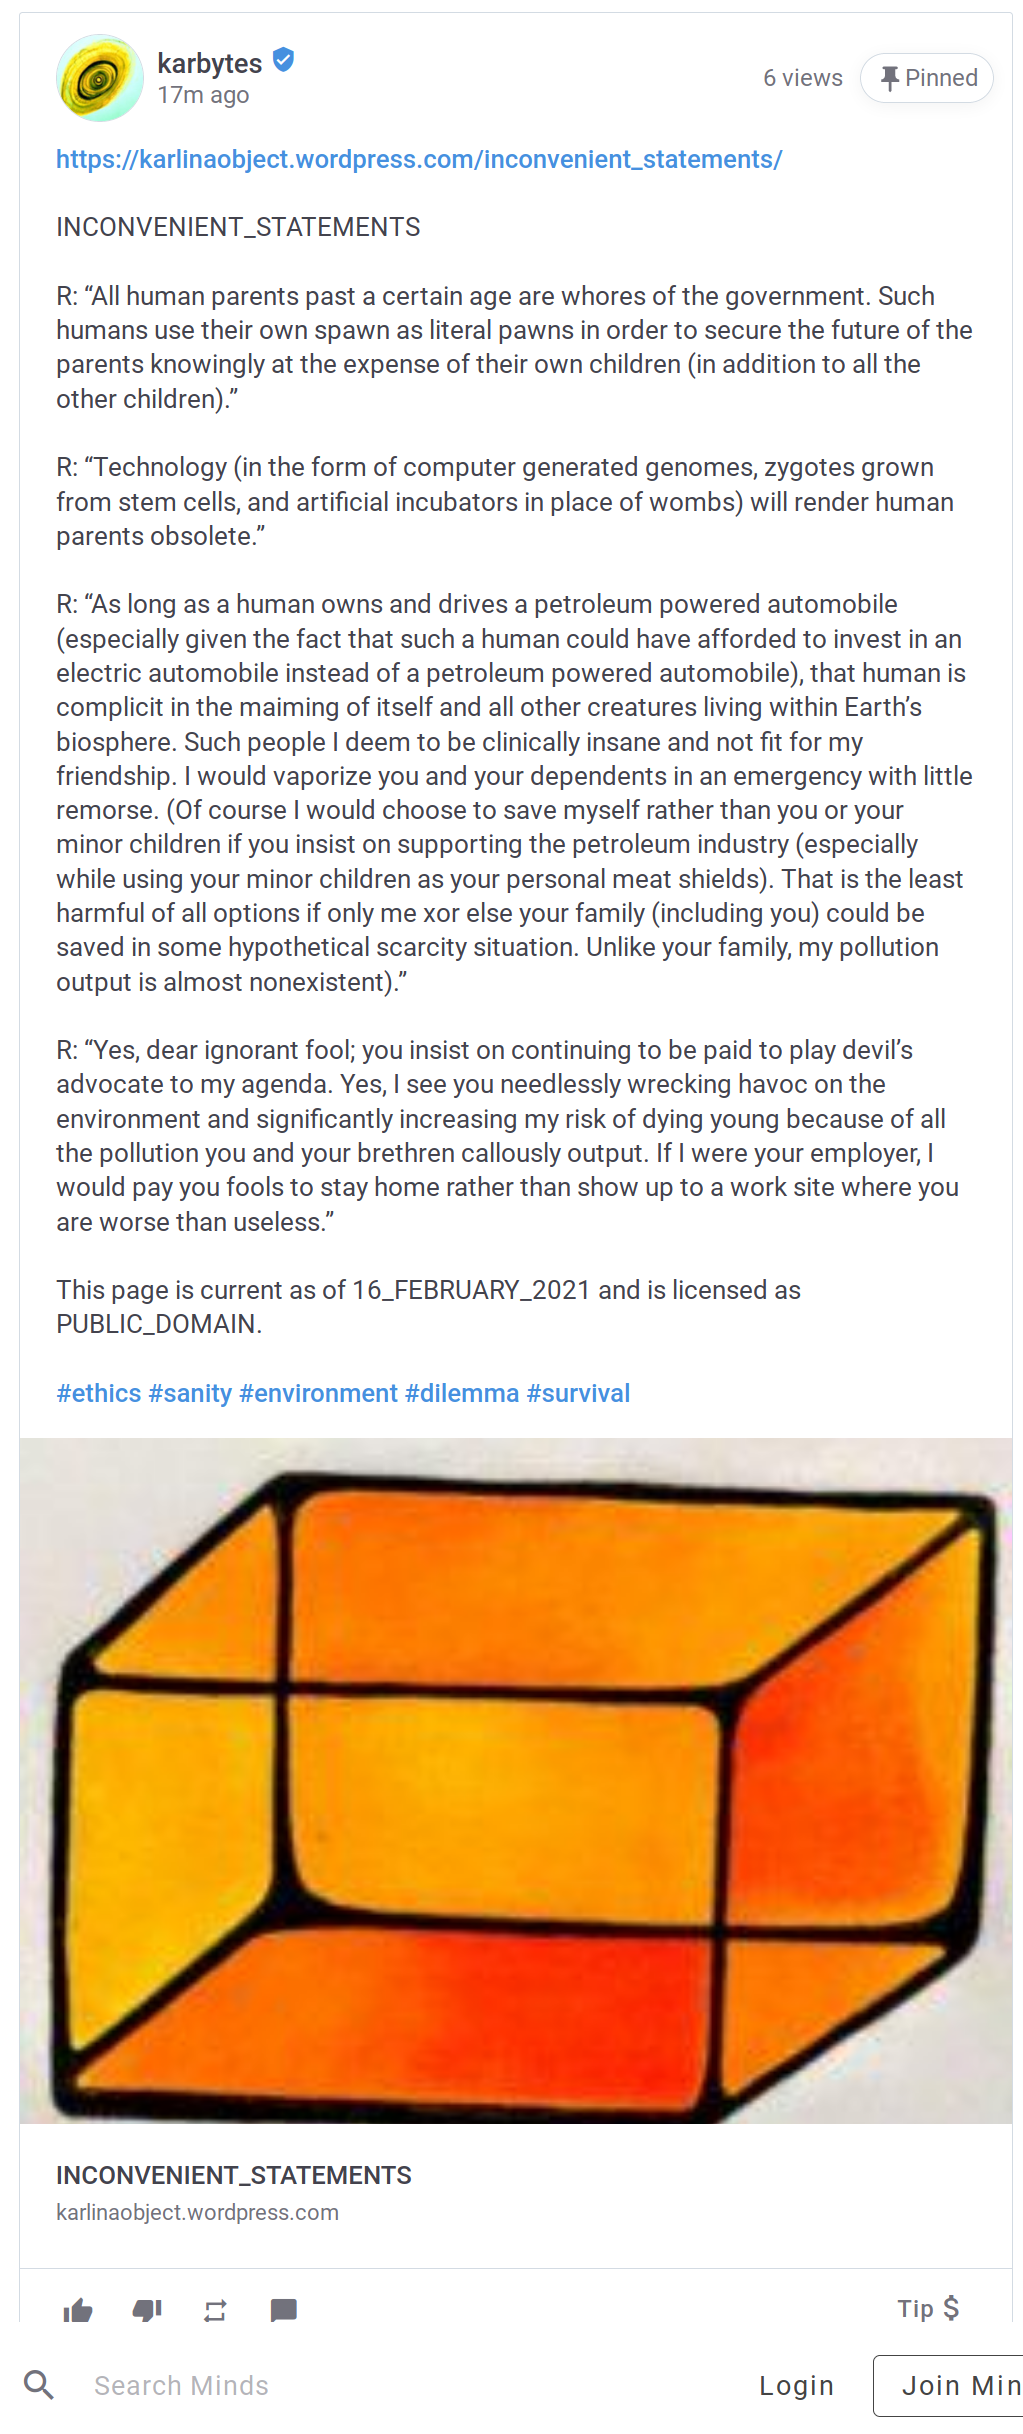 karbytes
17m ago
6 views
Pinned
https://karlinaobject.wordpress.com/inconvenient_statements/
INCONVENIENT_STATEMENTS
R: “All human parents past a certain age are whores of the government. Such
humans use their own spawn as literal pawns in order to secure the future of the
parents knowingly at the expense of their own children (in addition to all the
other children).”
R: “Technology (in the form of computer generated genomes, zygotes grown
from stem cells, and artificial incubators in place of wombs) will render human
parents obsolete.”
R: “As long as a human owns and drives a petroleum powered automobile
(especially given the fact that such a human could have afforded to invest in an
electric automobile instead of a petroleum powered automobile), that human is
complicit in the maiming of itself and all other creatures living within Earth’s
biosphere. Such people I deem to be clinically insane and not fit for my
friendship. I would vaporize you and your dependents in an emergency with little
remorse. (Of course I would choose to save myself rather than you or your
minor children if you insist on supporting the petroleum industry (especially
while using your minor children as your personal meat shields). That is the least
harmful of all options if only me xor else your family (including you) could be
saved in some hypothetical scarcity situation. Unlike your family, my pollution
output is almost nonexistent).”
R: “Yes, dear ignorant fool; you insist on continuing to be paid to play devil’s
advocate to my agenda. Yes, I see you needlessly wrecking havoc on the
environment and significantly increasing my risk of dying young because of all
the pollution you and your brethren callously output. If I were your employer, I
would pay you fools to stay home rather than show up to a work site where you
are worse than useless.”
This page is current as of 16_FEBRUARY_2021 and is licensed as
PUBLIC_DOMAIN.
#ethics #sanity #environment #dilemma #survival
INCONVENIENT_STATEMENTS
karlinaobject.wordpress.com
Tip $
Search Minds
Login
Join Min